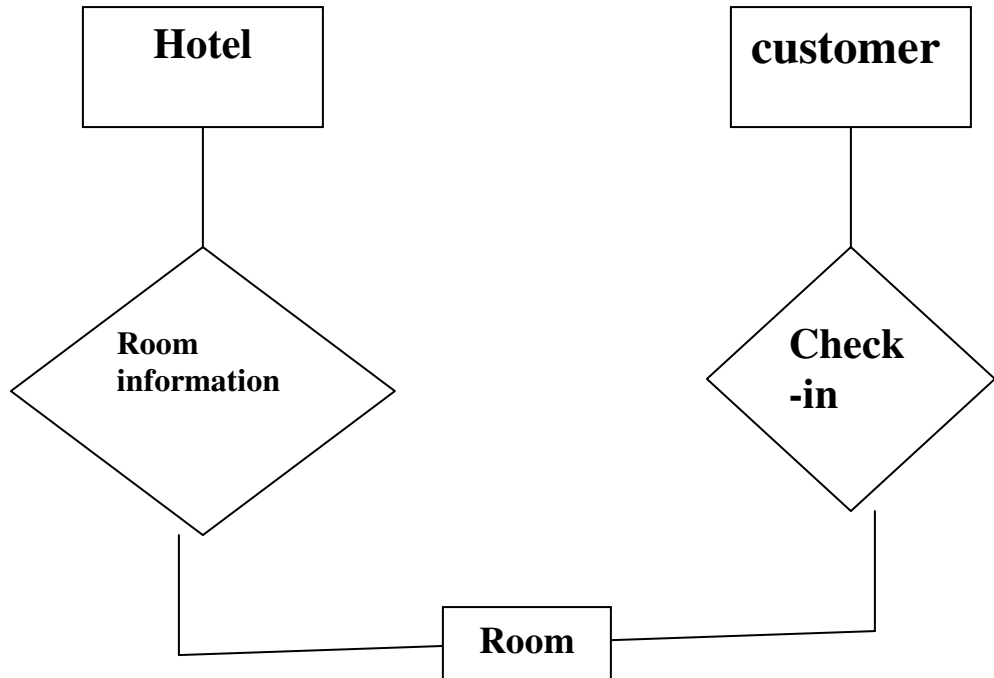 Hotel
customer
Room
information
Check
-in
Room